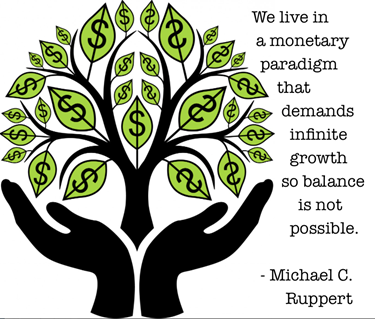 We live in
a monetary
paradigm
that
demands
infinite
growth
so balance
is not
possible.
- Michael C.
Ruppert